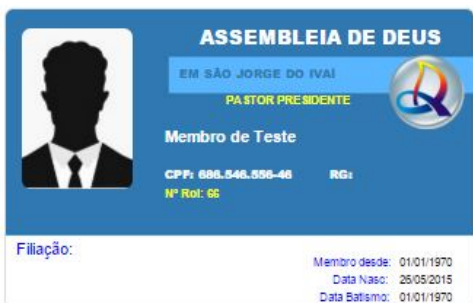 ASSEMBLEIA DE DEUS
EM SÃO JORGE DO IVAÍ
PASTOR PRESIDENTE
Membro de Teste
CPF: 686.546.556-46 RG:
Nº Rol: 66
Filiação:
Membro desde: 01/01/1970
Data Nasc: 26/05/2015
Data Batismo: 01/01/1970